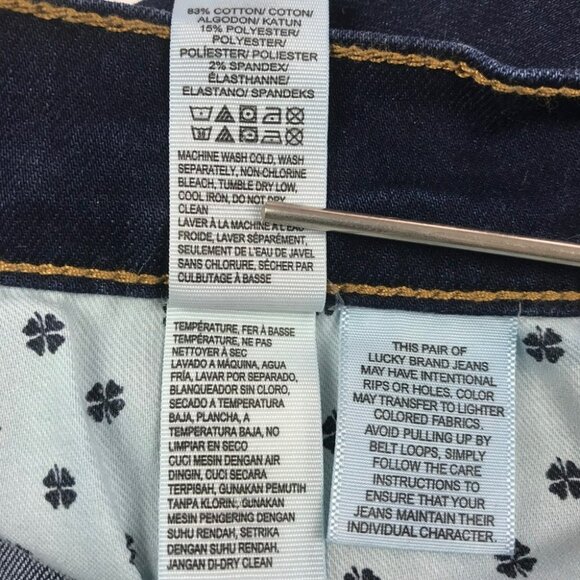 83% COTTON/ COTON/
ALGODON/ KATUN
15% POLYESTER/
POLYESTER/
POLÍESTER/ POLIESTER
2% SPANDEX/
ÉLASTHANNE/
ELASTANO/ SPANDEKS
MACHINE WASH COLD, WASH
SEPARATELY, NON-CHLORINE
BLEACH, TUMBLE DRY LOW,
COOL IRON, DO NOT DRY
CLEAN
LAVER À LA MACHINE À L'EAU
FROIDE, LAVER SÉPARÉMENT,
SEULEMENT DE L'EAU DE JAVEL
SANS CHLORURE, SÉCHER PAR
CULBUTAGE À BASSE
TEMPÉRATURE, FER À BASSE
TEMPÉRATURE, NE PAS
NETTOYER À SEC
LAVADO A MÁQUINA, AGUA
FRÍA, LAVAR POR SEPARADO,
BLANQUEADOR SIN CLORO,
SECADO A TEMPERATURA
BAJA, PLANCHA, A
TEMPERATURA BAJA, NO
LIMPIAR EN SECO
CUCI MESIN DENGAN AIR
DINGIN, CUCI SECARA
TERPISAH, GUNAKAN PEMUTIH
TANPA KLORIN, GUNAKAN
MESIN PENGERING DENGAN
SUHU RENDAH, SETRIKA
DENGAN SUHU RENDAH,
JANGAN DI-DRY CLEAN
THIS PAIR OF
LUCKY BRAND JEANS
MAY HAVE INTENTIONAL
RIPS OR HOLES. COLOR
MAY TRANSFER TO LIGHTER
COLORED FABRICS.
AVOID PULLING UP BY
BELT LOOPS, SIMPLY
FOLLOW THE CARE
INSTRUCTIONS TO
ENSURE THAT YOUR
JEANS MAINTAIN THEIR
INDIVIDUAL CHARACTER.